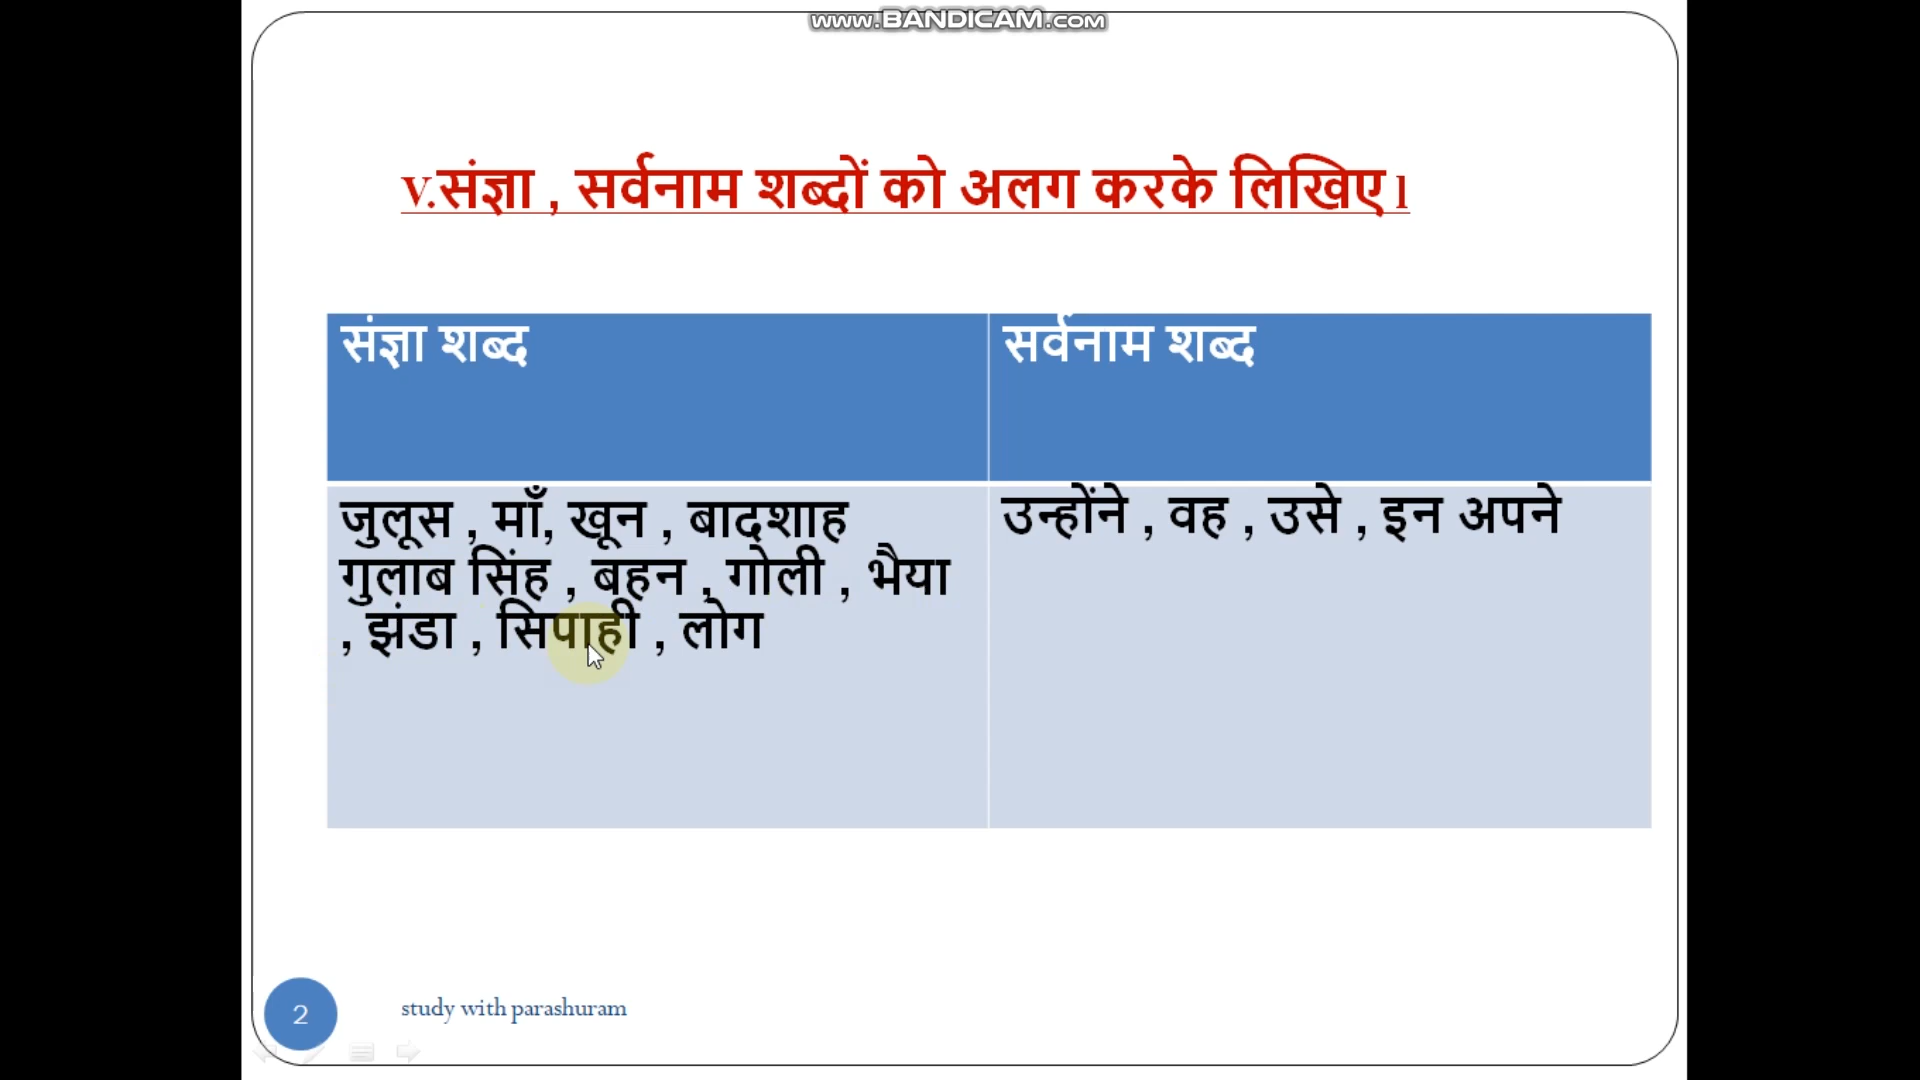 www.BANDICAM.com
V.संज्ञा , सर्वनाम शब्दों को अलग करके लिखिए l
संज्ञा शब्द
सर्वनाम शब्द
जुलूस , माँ, खून , बादशाह
गुलाब सिंह , बहन , गोली , भैया
, झंडा , सिपाही , लोग
उन्होंने , वह , उसे , इन अपने
2
study with parashuram